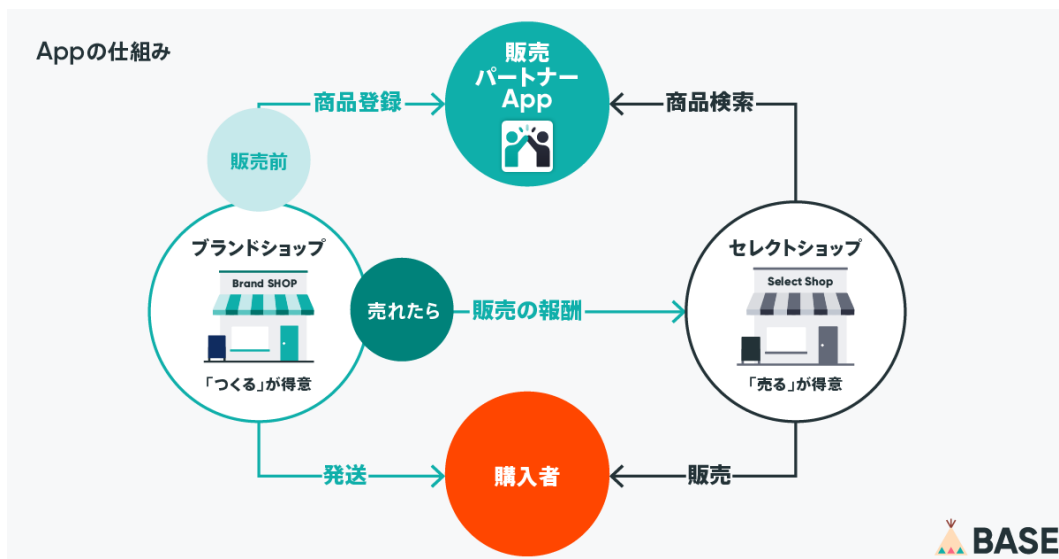 Appの仕組み
販売
パートナー
App
商品登録
商品検索
販売前
ブランドショップ
Brand SHOP
「つくる」が得意
売れたら
販売の報酬
セレクトショップ
Select Shop
「売る」が得意
発送
購入者
販売
BASE